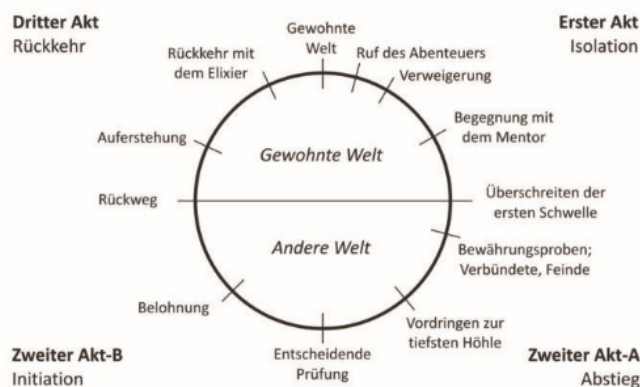 Dritter Akt
Rückkehr
Erster Akt
Isolation
Gewohnte
Welt
Ruf des Abenteuers
Verweigerung
Begegnung mit
dem Mentor
Überschreiten der
ersten Schwelle
Bewährungsproben;
Verbündete, Feinde
Vordringen zur
tiefsten Höhle
Entscheidende
Prüfung
Belohnung
Rückweg
Auferstehung
Rückkehr mit
dem Elixier
Gewohnte Welt
Andere Welt
Zweiter Akt-B
Initiation
Zweiter Akt-A
Abstieg